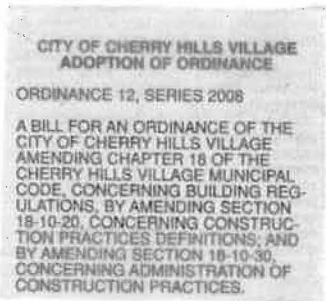 CITY OF CHERRY HILLS VILLAGE
ADOPTION OF ORDINANCE
ORDINANCE 12, SERIES 2008
A BILL FOR AN ORDINANCE OF THE
CITY OF CHERRY HILLS VILLAGE
AMENDING CHAPTER 18 OF THE
CHERRY HILLS VILLAGE MUNICIPAL
CODE, CONCERNING BUILDING REG-
ULATIONS, BY AMENDING SECTION
18-10-20, CONCERNING CONSTRUC-
TION PRACTICES DEFINITIONS; AND
BY AMENDING SECTION 18-10-30,
CONCERNING ADMINISTRATION OF
CONSTRUCTION PRACTICES.